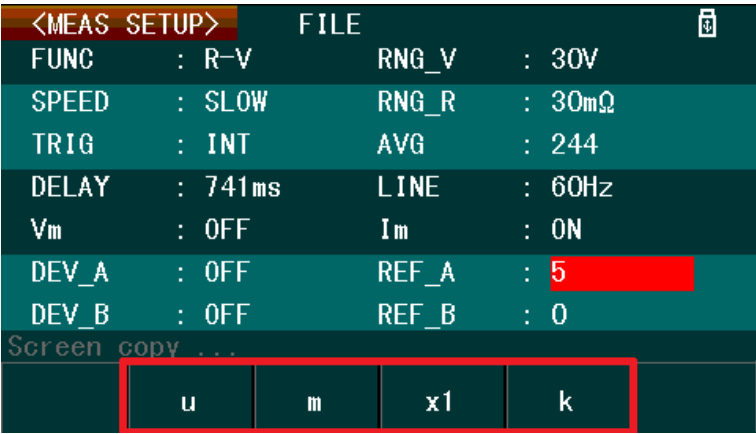 <MEAS SETUP> FILE
FUNC : R-V RNG_V : 30V
SPEED : SLOW RNG_R : 30mΩ
TRIG : INT AVG : 244
DELAY : 741ms LINE : 60Hz
Vm : OFF Im : ON
DEV_A : OFF REF_A : 5
DEV_B : OFF REF_B : 0
Screen copy ...
u m x1 k